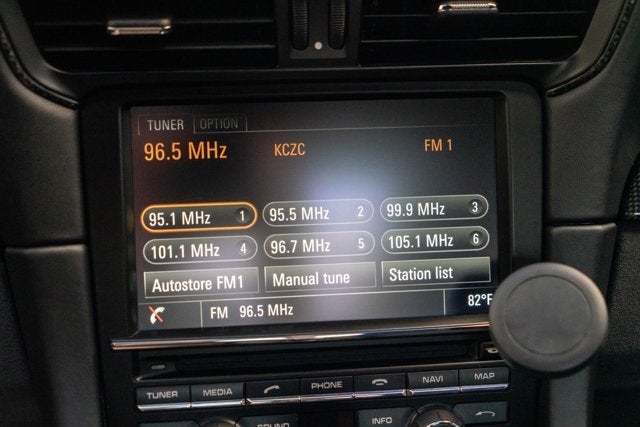 TUNER OPTION
96.5 MHz KCZC FM 1
95.1 MHz 1 95.5 MHz 2 99.9 MHz 3
101.1 MHz 4 96.7 MHz 5 105.1 MHz 6
Autostore FM1 Manual tune Station list
FM 96.5 MHz 82°F
TUNER MEDIA PHONE NAVI MAP
SOUND INFO